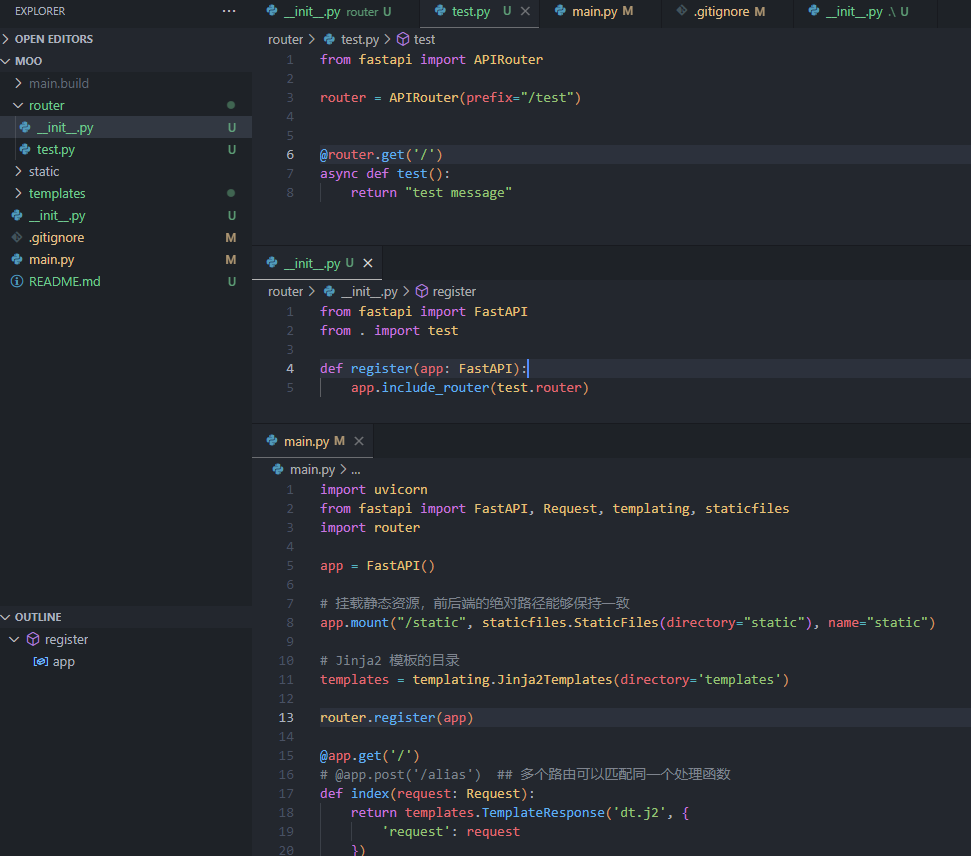 EXPLORER
···
OPEN EDITORS
MOO
main.build
router
__init__.py U
test.py U
static
templates
__init__.py U
.gitignore M
main.py M
README.md U
OUTLINE
register
app
__init__.py router U
test.py U
main.py M
.gitignore M
__init__.py .\ U
router > test.py > test
1 from fastapi import APIRouter
2
3 router = APIRouter(prefix="/test")
4
5
6 @router.get('/')
7 async def test():
8     return "test message"
__init__.py U
router > __init__.py > register
1 from fastapi import FastAPI
2 from . import test
3
4 def register(app: FastAPI):
5     app.include_router(test.router)
main.py M
main.py > ...
1 import uvicorn
2 from fastapi import FastAPI, Request, templating, staticfiles
3 import router
4
5 app = FastAPI()
6
7 # 挂载静态资源，前后端的绝对路径能够保持一致
8 app.mount("/static", staticfiles.StaticFiles(directory="static"), name="static")
9
10 # Jinja2 模板的目录
11 templates = templating.Jinja2Templates(directory='templates')
12
13 router.register(app)
14
15 @app.get('/')
16 # @app.post('/alias')  ## 多个路由可以匹配同一个处理函数
17 def index(request: Request):
18     return templates.TemplateResponse('dt.j2', {
19         'request': request
20     })